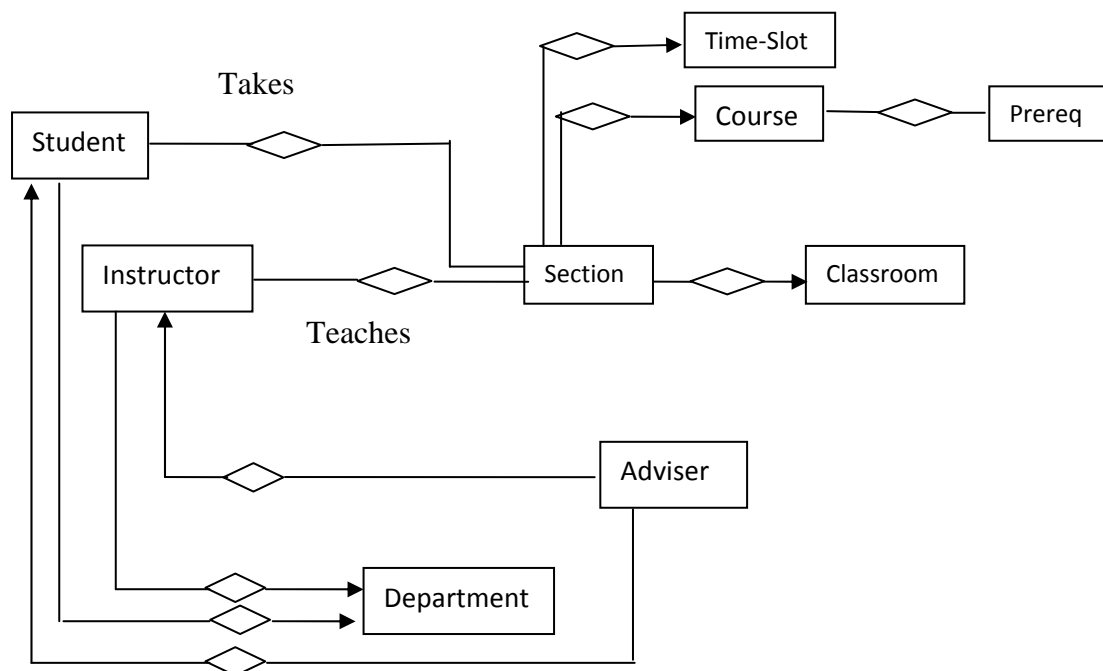 Time-Slot
Takes
Course
Prereq
Student
Instructor
Section
Classroom
Teaches
Adviser
Department